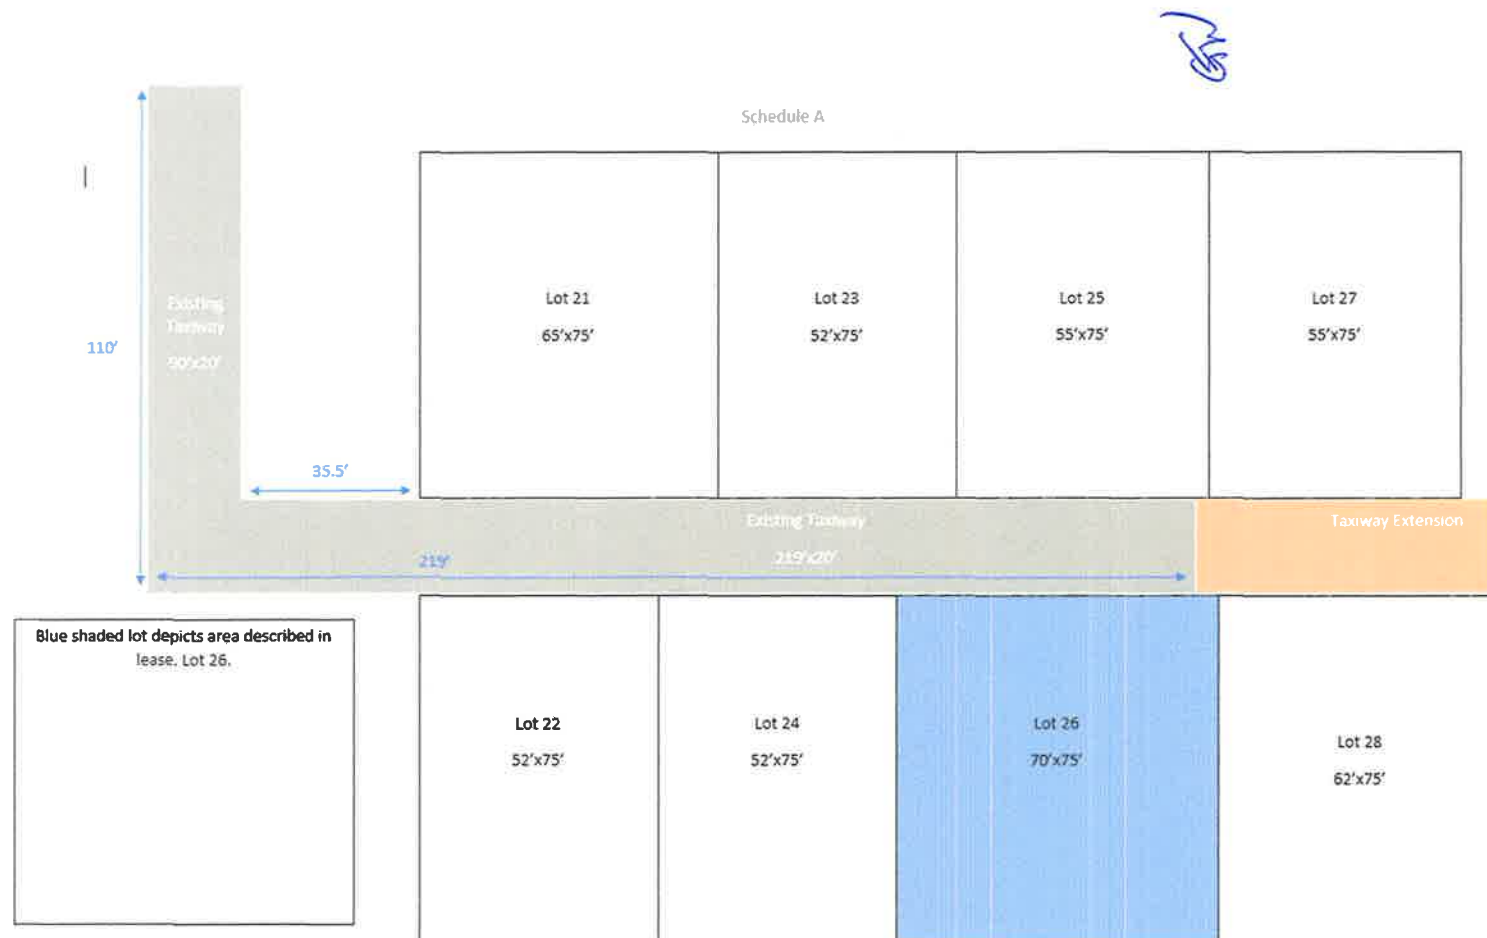 Schedule A
Existing
Taxiway
90'x20'
110'
35.5'
Lot 21
65'x75'
Lot 23
52'x75'
Lot 25
55'x75'
Lot 27
55'x75'
Existing Taxiway
219'x20'
219'
Taxiway Extension
Blue shaded lot depicts area described in
lease. Lot 26.
Lot 22
52'x75'
Lot 24
52'x75'
Lot 26
70'x75'
Lot 28
62'x75'